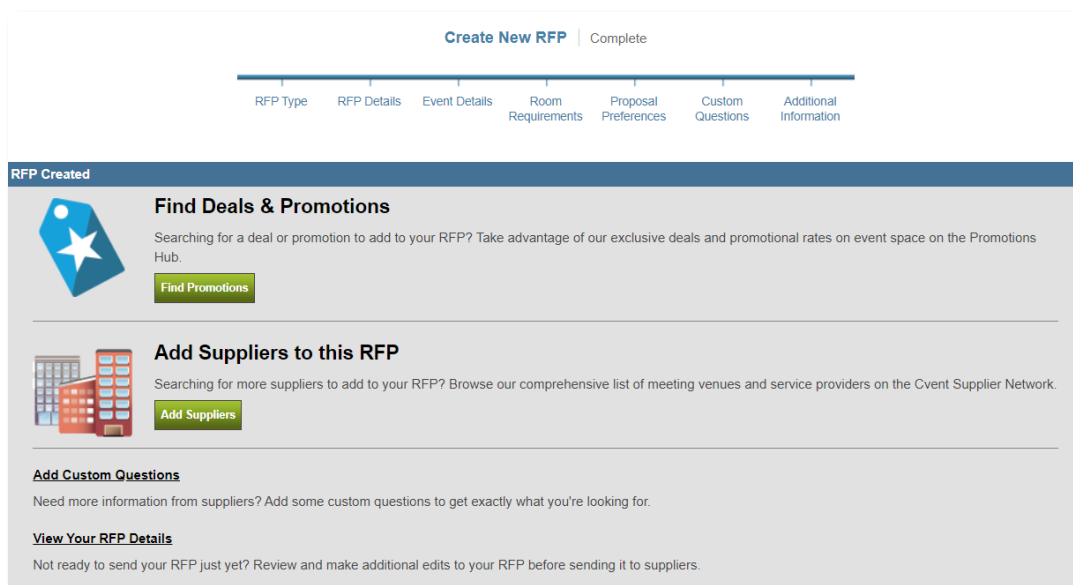 Create New RFP Complete
RFP Type RFP Details Event Details Room Requirements Proposal Preferences Custom Questions Additional Information
RFP Created
Find Deals & Promotions
Searching for a deal or promotion to add to your RFP? Take advantage of our exclusive deals and promotional rates on event space on the Promotions
Hub.
Find Promotions
Add Suppliers to this RFP
Searching for more suppliers to add to your RFP? Browse our comprehensive list of meeting venues and service providers on the Cvent Supplier Network.
Add Suppliers
Add Custom Questions
Need more information from suppliers? Add some custom questions to get exactly what you're looking for.
View Your RFP Details
Not ready to send your RFP just yet? Review and make additional edits to your RFP before sending it to suppliers.